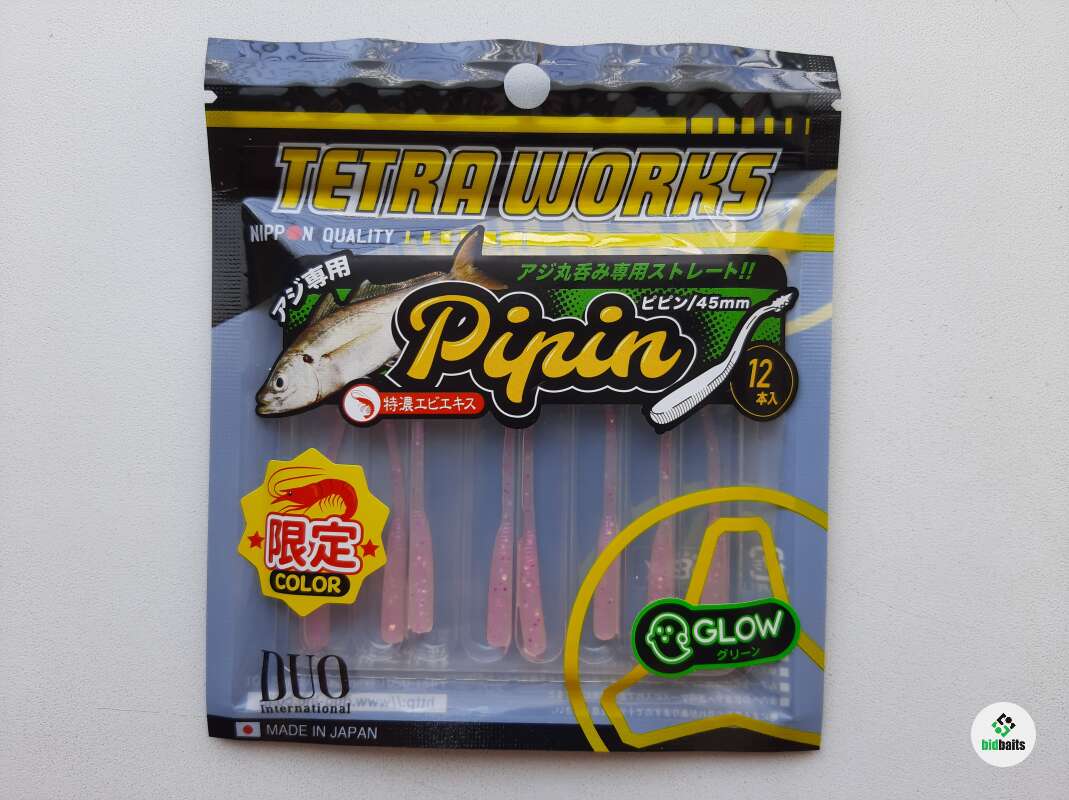 TETRA WORKS
NIPPON QUALITY
アジ専用
アジ丸呑み専用ストレート!!
ピピン/45mm
Pipin
12
本入
特濃エビエキス
限定
COLOR
GLOW
グリーン
DUO
International
MADE IN JAPAN
bidbaits